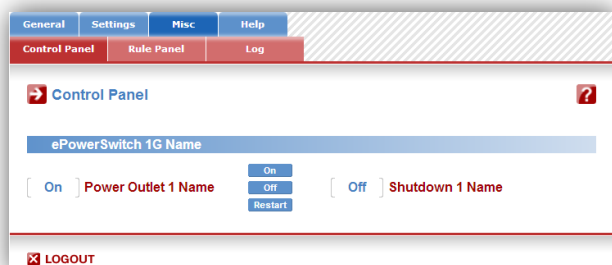 General Settings Misc Help
Control Panel Rule Panel Log
Control Panel ?
ePowerSwitch 1G Name
On Power Outlet 1 Name On Off Restart Off Shutdown 1 Name
LOGOUT